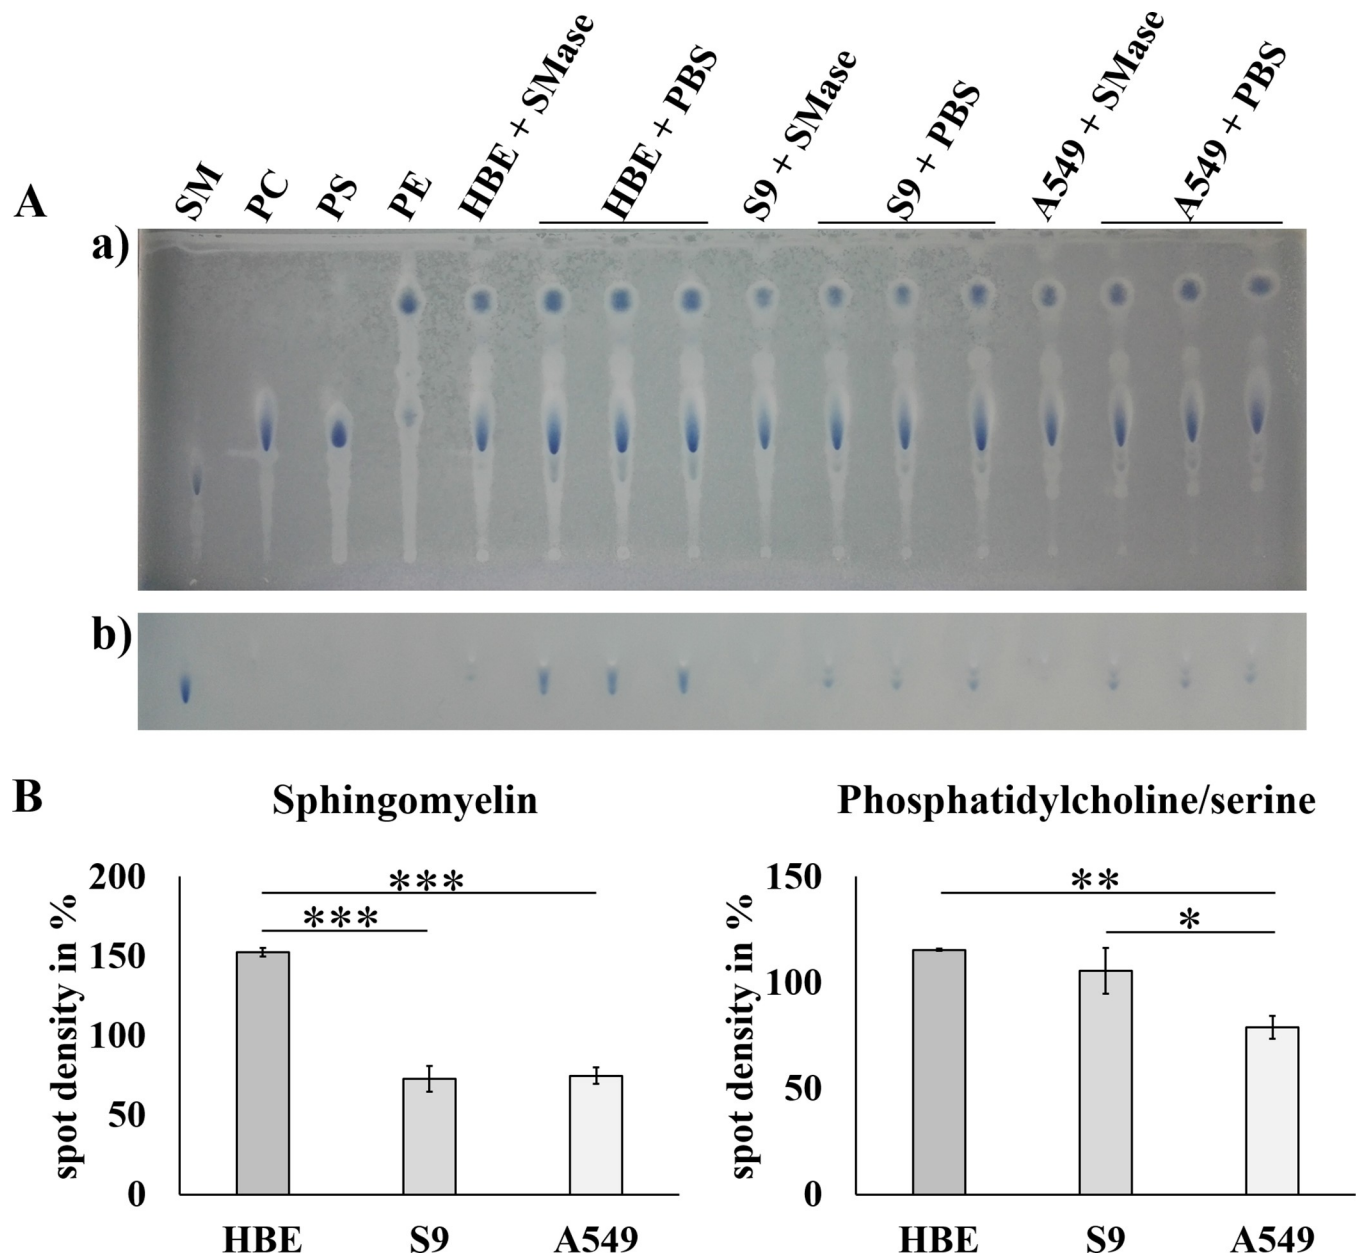 SM
PC
PS
PE
HBE + SMase
HBE + PBS
S9 + SMase
S9 + PBS
A549 + SMase
A549 + PBS
A
a)
b)
B
Sphingomyelin
spot density in %
200
150
100
50
0
***
***
HBE
S9
A549
Phosphatidylcholine/serine
spot density in %
150
100
50
0
**
*
HBE
S9
A549